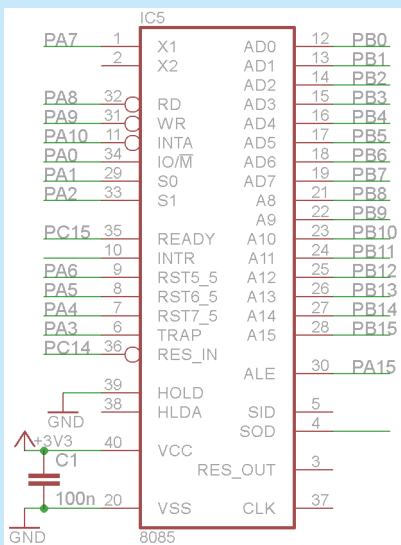 IC5
PA7 1 X1 AD0 12 PB0
2 X2 AD1 13 PB1
AD2 14 PB2
PA8 32 RD AD3 15 PB3
PA9 31 WR AD4 16 PB4
PA10 11 INTA AD5 17 PB5
PA0 34 IO/M̅ AD6 18 PB6
PA1 29 S0 AD7 19 PB7
PA2 33 S1 A8 21 PB8
A9 22 PB9
PC15 35 READY A10 23 PB10
10 INTR A11 24 PB11
PA6 9 RST5_5 A12 25 PB12
PA5 8 RST6_5 A13 26 PB13
PA4 7 RST7_5 A14 27 PB14
PA3 6 TRAP A15 28 PB15
PC14 36 RES_IN
ALE 30 PA15
39 HOLD
GND 38 HLDA SID 5
SOD 4
+3V3 40 VCC
C1 RES_OUT 3
100n 20 VSS CLK 37
GND 8085